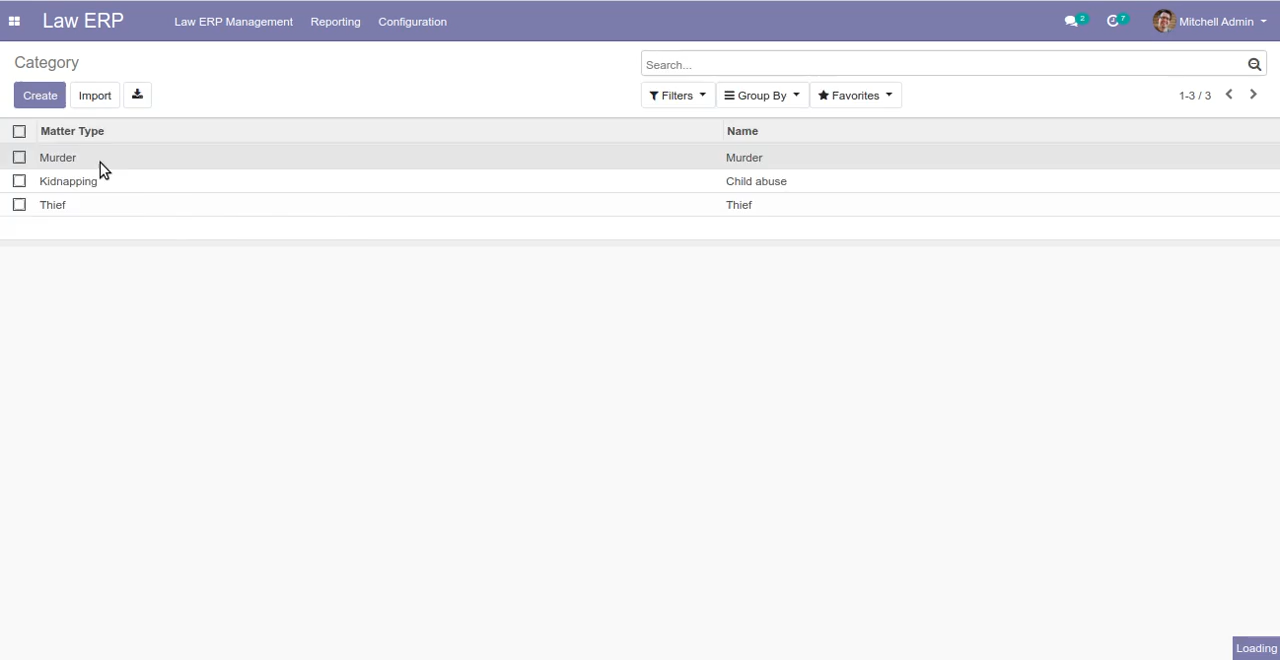 Law ERP Law ERP Management Reporting Configuration 2 7 Mitchell Admin
Category Search...
Create Import Filters Group By Favorites 1-3 / 3
Matter Type Name
Murder Murder
Kidnapping Child abuse
Thief Thief
Loading